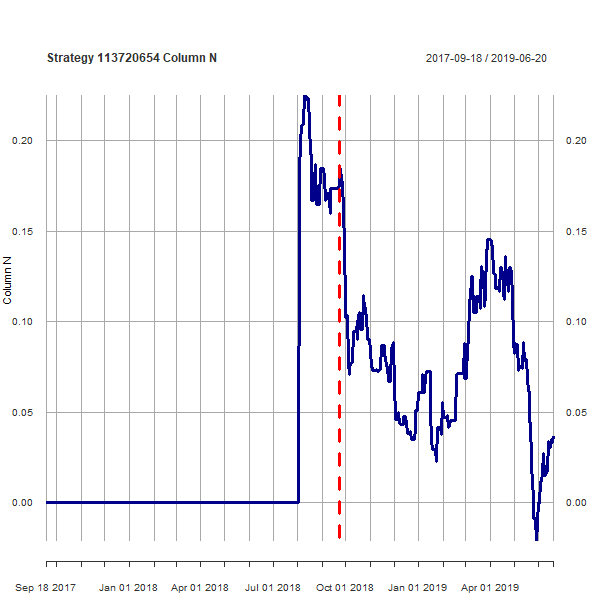 Strategy 113720654 Column N
2017-09-18 / 2019-06-20
0.20
0.20
0.15
0.15
Column N
0.10
0.10
0.05
0.05
0.00
0.00
Sep 18 2017
Jan 01 2018
Apr 01 2018
Jul 01 2018
Oct 01 2018
Jan 01 2019
Apr 01 2019